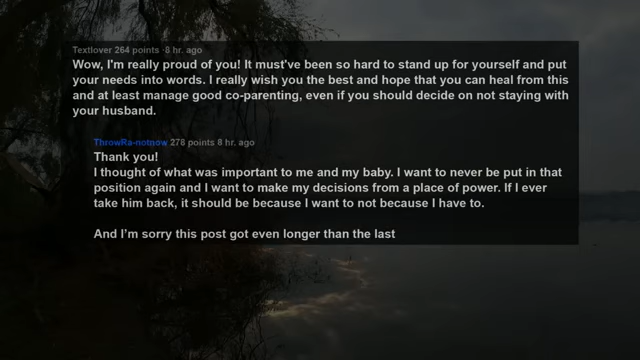 Textlover 264 points · 8 hr. ago
Wow, I'm really proud of you! It must've been so hard to stand up for yourself and put
your needs into words. I really wish you the best and hope that you can heal from this
and at least manage good co-parenting, even if you should decide on not staying with
your husband.
ThrowRa-notnow 278 points 8 hr. ago
Thank you!
I thought of what was important to me and my baby. I want to never be put in that
position again and I want to make my decisions from a place of power. If I ever
take him back, it should be because I want to not because I have to.
And I'm sorry this post got even longer than the last